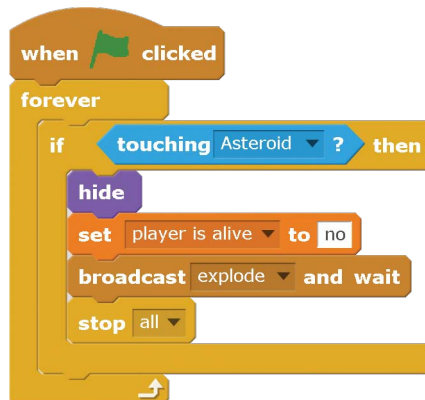 when clicked
forever
if touching Asteroid ? then
hide
set player is alive to no
broadcast explode and wait
stop all